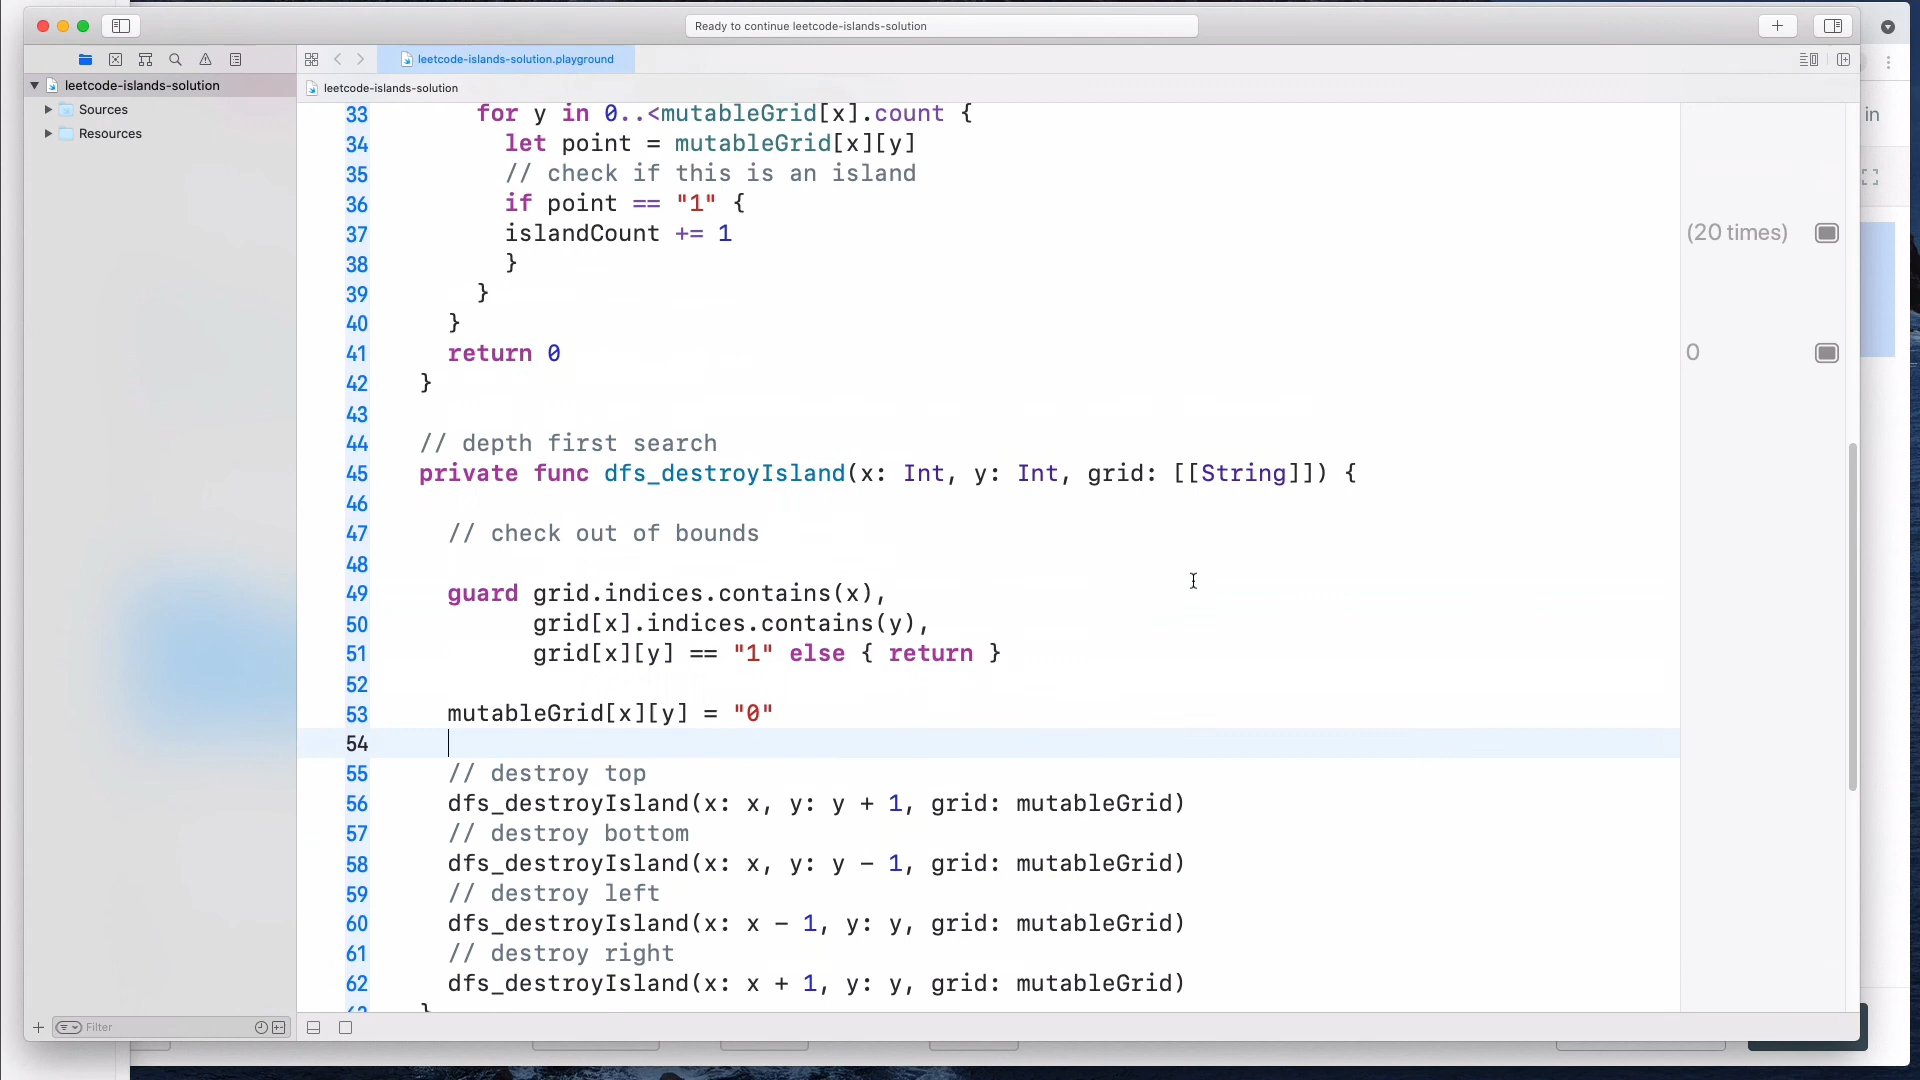 Ready to continue leetcode-islands-solution
leetcode-islands-solution.playground
leetcode-islands-solution
leetcode-islands-solution
Sources
Resources
in
33 for y in 0..<mutableGrid[x].count {
34 let point = mutableGrid[x][y]
35 // check if this is an island
36 if point == "1" {
37 islandCount += 1 (20 times)
38 }
39 }
40 }
41 return 0 0
42 }
43
44 // depth first search
45 private func dfs_destroyIsland(x: Int, y: Int, grid: [[String]]) {
46
47 // check out of bounds
48
49 guard grid.indices.contains(x),
50 grid[x].indices.contains(y),
51 grid[x][y] == "1" else { return }
52
53 mutableGrid[x][y] = "0"
54
55 // destroy top
56 dfs_destroyIsland(x: x, y: y + 1, grid: mutableGrid)
57 // destroy bottom
58 dfs_destroyIsland(x: x, y: y - 1, grid: mutableGrid)
59 // destroy left
60 dfs_destroyIsland(x: x - 1, y: y, grid: mutableGrid)
61 // destroy right
62 dfs_destroyIsland(x: x + 1, y: y, grid: mutableGrid)
}
Filter